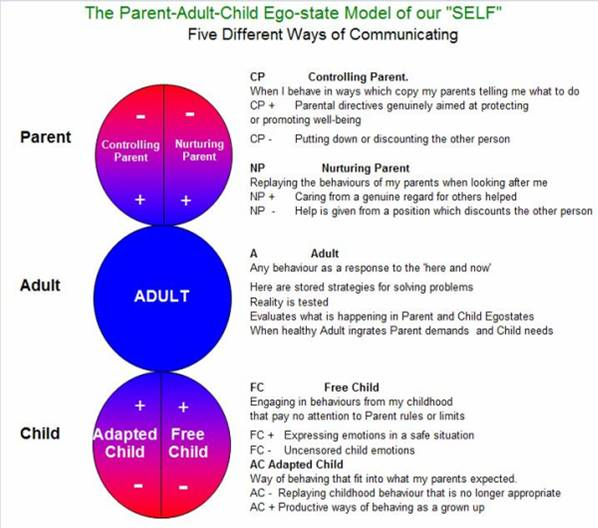 The Parent-Adult-Child Ego-state Model of our "SELF"
Five Different Ways of Communicating
Parent
- -
Controlling Parent
Nurturing Parent
+ +
CP Controlling Parent.
When I behave in ways which copy my parents telling me what to do
CP + Parental directives genuinely aimed at protecting
or promoting well-being
CP - Putting down or discounting the other person
NP Nurturing Parent
Replaying the behaviours of my parents when looking after me
NP + Caring from a genuine regard for others helped
NP - Help is given from a position which discounts the other person
Adult
ADULT
A Adult
Any behaviour as a response to the 'here and now'
Here are stored strategies for solving problems
Reality is tested
Evaluates what is happening in Parent and Child Egostates
When healthy Adult ingrates Parent demands and Child needs
Child
+ +
Adapted Child
Free Child
- -
FC Free Child
Engaging in behaviours from my childhood
that pay no attention to Parent rules or limits
FC + Expressing emotions in a safe situation
FC - Uncensored child emotions
AC Adapted Child
Way of behaving that fit into what my parents expected.
AC - Replaying childhood behaviour that is no longer appropriate
AC + Productive ways of behaving as a grown up